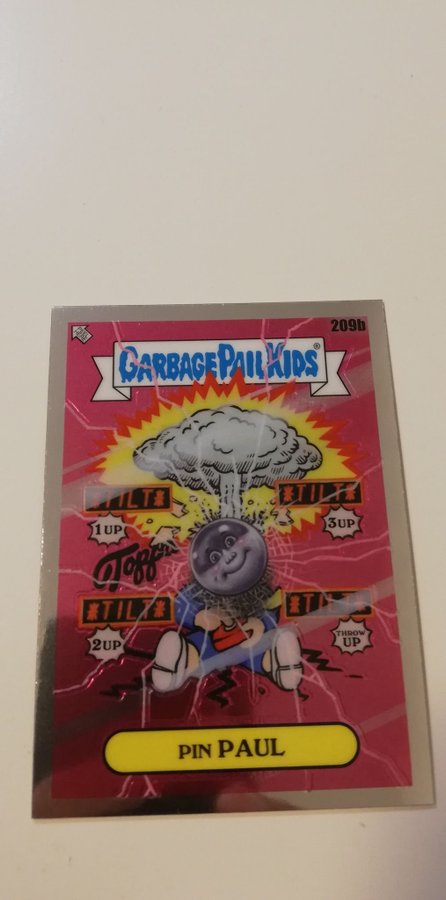 209b
GARBAGE PAIL KIDS®
*TILT*
*TILT*
1UP
3UP
Topps
*TILT*
*TILT*
2UP
THROW
UP
PIN PAUL